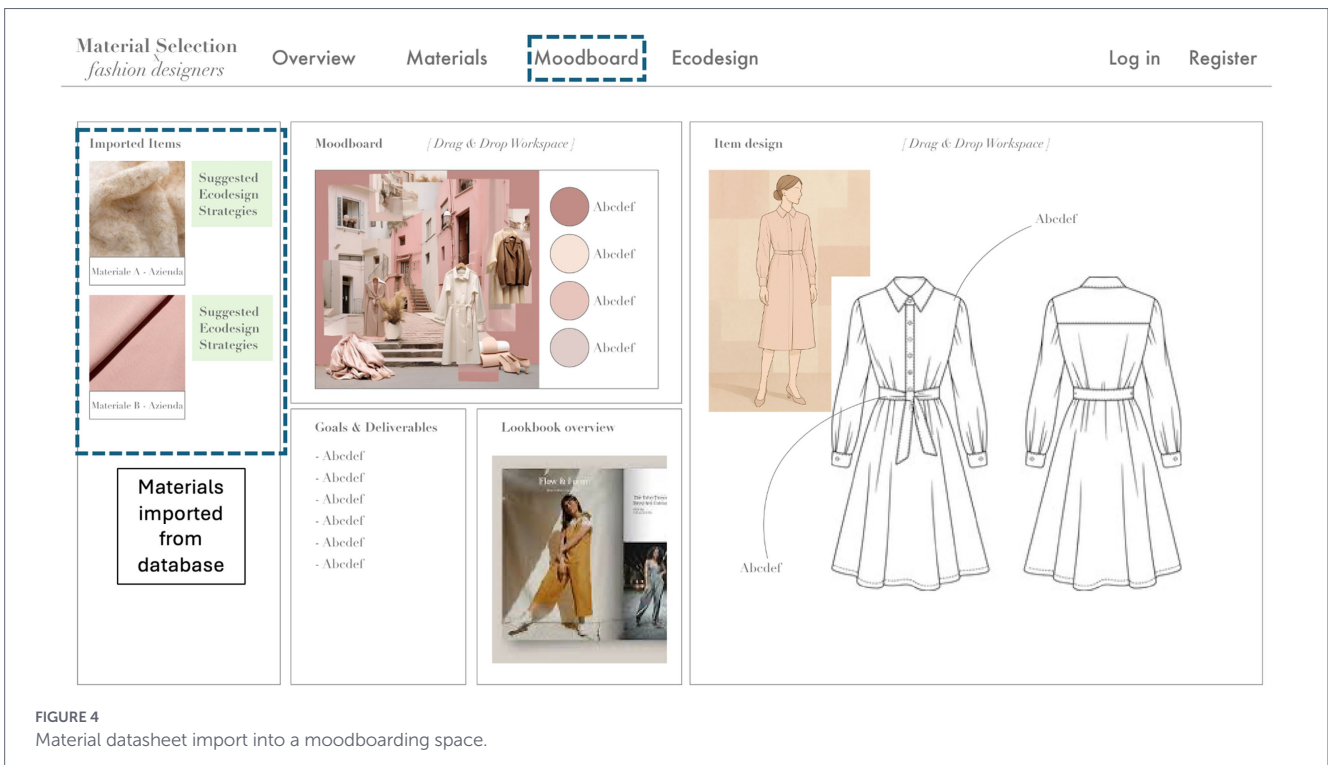 Material Selection
x
fashion designers
Overview
Materials
Moodboard
Ecodesign
Log in
Register
Imported Items
Suggested
Ecodesign
Strategies
Materiale A - Azienda
Suggested
Ecodesign
Strategies
Materiale B - Azienda
Materials
imported
from
database
Moodboard
[ Drag & Drop Workspace ]
Abcdef
Abcdef
Abcdef
Abcdef
Goals & Deliverables
- Abcdef
- Abcdef
- Abcdef
- Abcdef
- Abcdef
- Abcdef
Lookbook overview
Flow & Form
Item design
[ Drag & Drop Workspace ]
Abcdef
Abcdef
FIGURE 4
Material datasheet import into a moodboarding space.